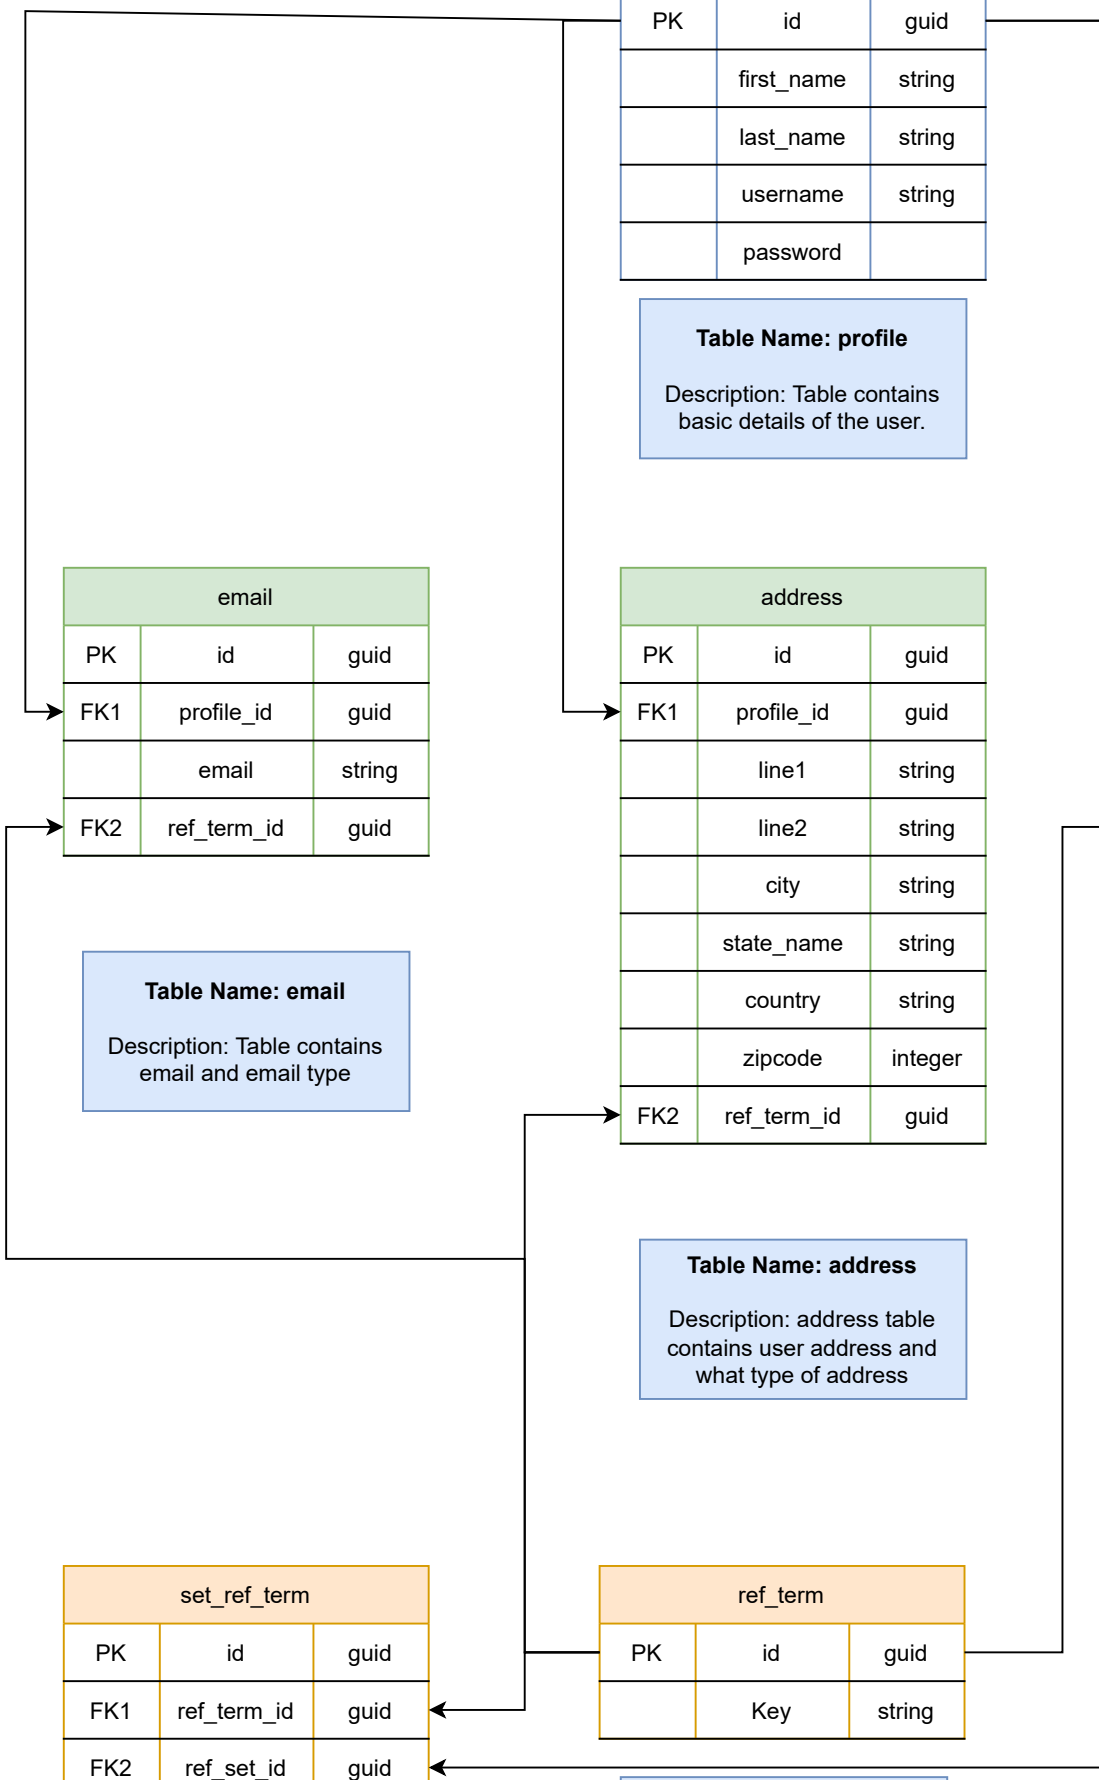 PK id guid
first_name string
last_name string
username string
password
Table Name: profile
Description: Table contains
basic details of the user.
email
PK id guid
FK1 profile_id guid
email string
FK2 ref_term_id guid
Table Name: email
Description: Table contains
email and email type
address
PK id guid
FK1 profile_id guid
line1 string
line2 string
city string
state_name string
country string
zipcode integer
FK2 ref_term_id guid
Table Name: address
Description: address table
contains user address and
what type of address
set_ref_term
PK id guid
FK1 ref_term_id guid
FK2 ref_set_id guid
ref_term
PK id guid
Key string